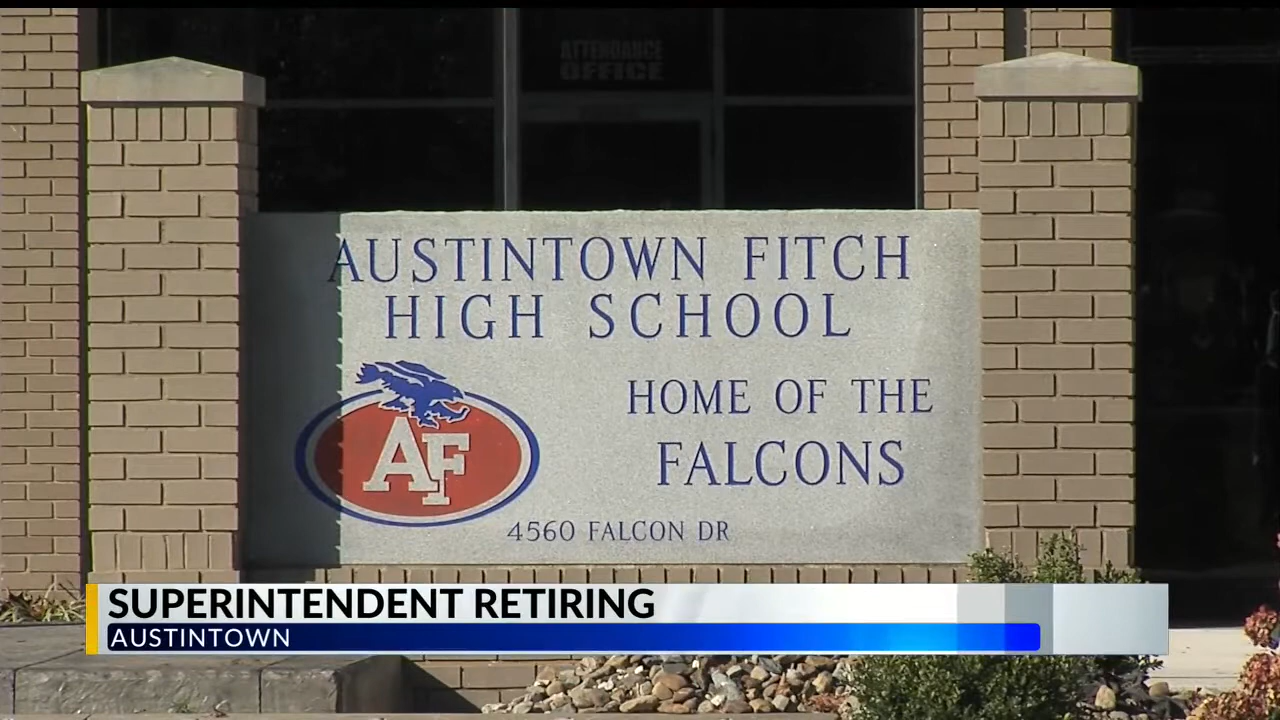 ATTENDANCE
OFFICE
AUSTINTOWN FITCH
HIGH SCHOOL
HOME OF THE
FALCONS
AF
4560 FALCON DR
SUPERINTENDENT RETIRING
AUSTINTOWN